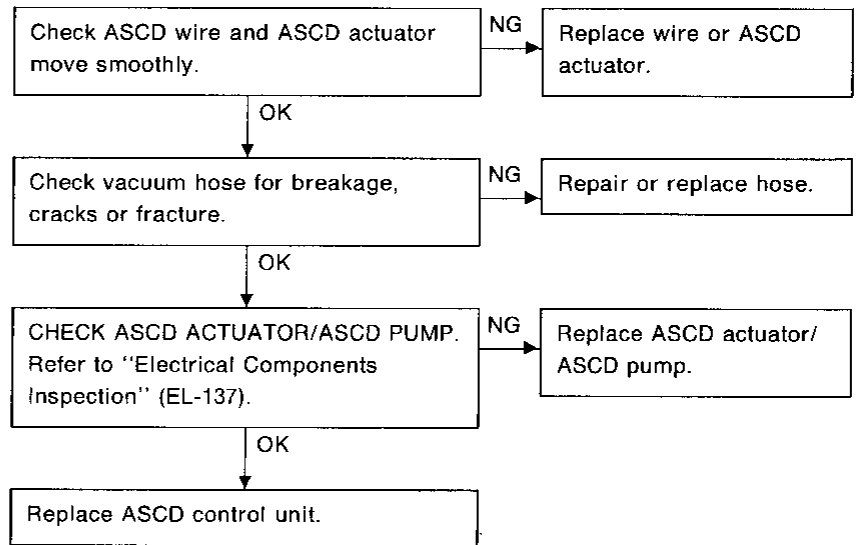 Check ASCD wire and ASCD actuator
move smoothly.
NG
Replace wire or ASCD
actuator.
OK
Check vacuum hose for breakage,
cracks or fracture.
NG
Repair or replace hose.
OK
CHECK ASCD ACTUATOR/ASCD PUMP.
Refer to "Electrical Components
Inspection" (EL-137).
NG
Replace ASCD actuator/
ASCD pump.
OK
Replace ASCD control unit.